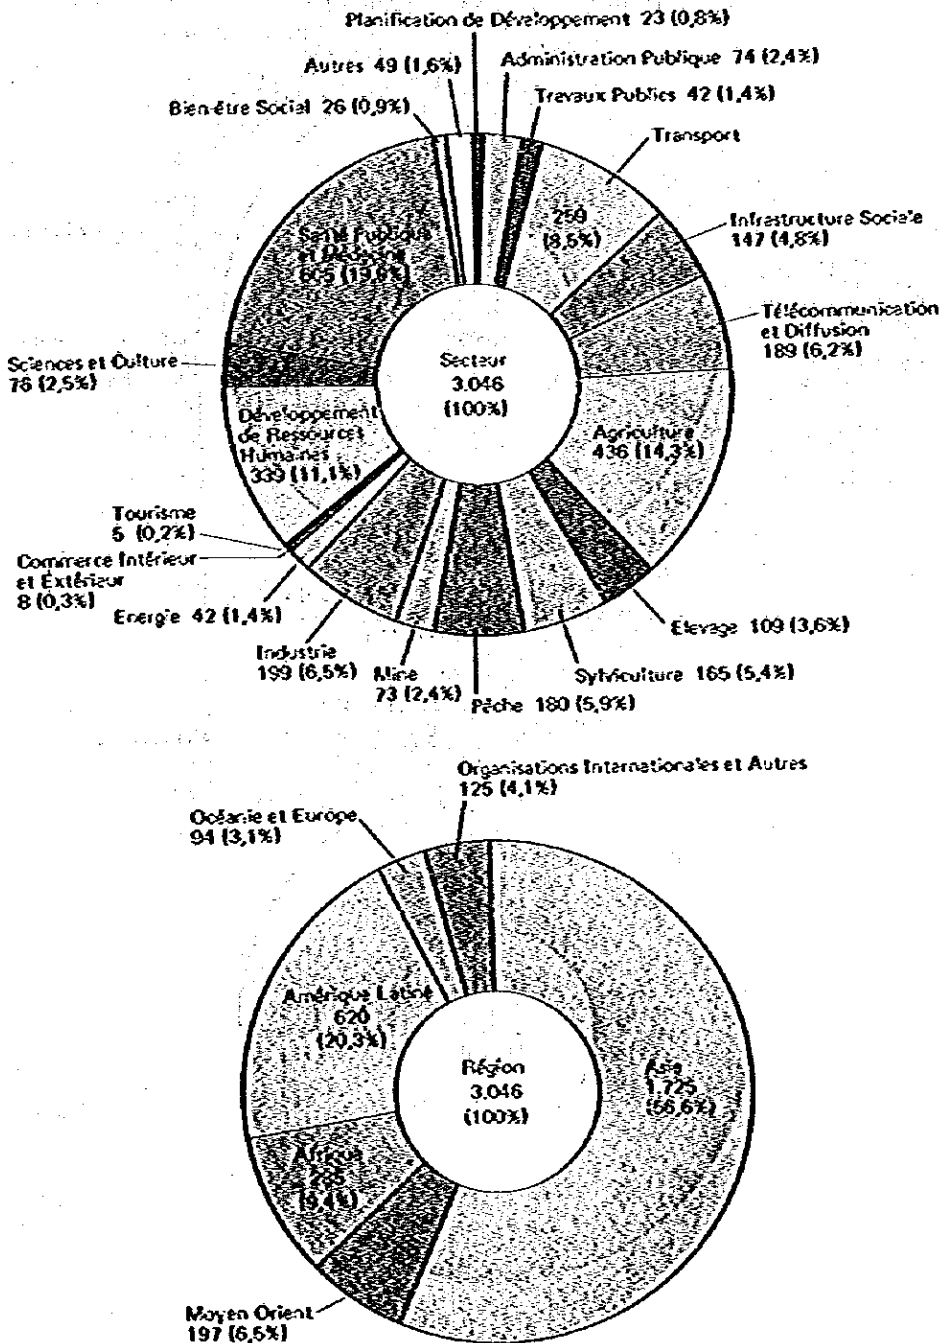 Planification de Développement 23 (0,8%)
Autres 49 (1,6%)
Administration Publique 74 (2,4%)
Bien-être Social 26 (0,9%)
Travaux Publics 42 (1,4%)
Transport
259
(8,5%)
Infrastructure Sociale
147 (4,8%)
Santé Publique
et Médecine
605
Télécommunication
et Diffusion
189 (6,2%)
Secteur
3.046
(100%)
Sciences et Culture
76 (2,5%)
Développement
de Ressources
Humaines
339 (11,1%)
Agriculture
436 (14,3%)
Tourisme
5 (0,2%)
Commerce Intérieur
et Extérieur
8 (0,3%)
Energie 42 (1,4%)
Industrie
199 (6,5%)
Mine
73 (2,4%)
Pêche 180 (5,9%)
Sylviculture 165 (5,4%)
Elevage 109 (3,6%)
Organisations Internationales et Autres
125 (4,1%)
Océanie et Europe
94 (3,1%)
Amérique Latine
620
(20,3%)
Région
3.046
(100%)
Asie
1.725
(56,6%)
Afrique
285
(9,4%)
Moyen Orient
197 (6,5%)